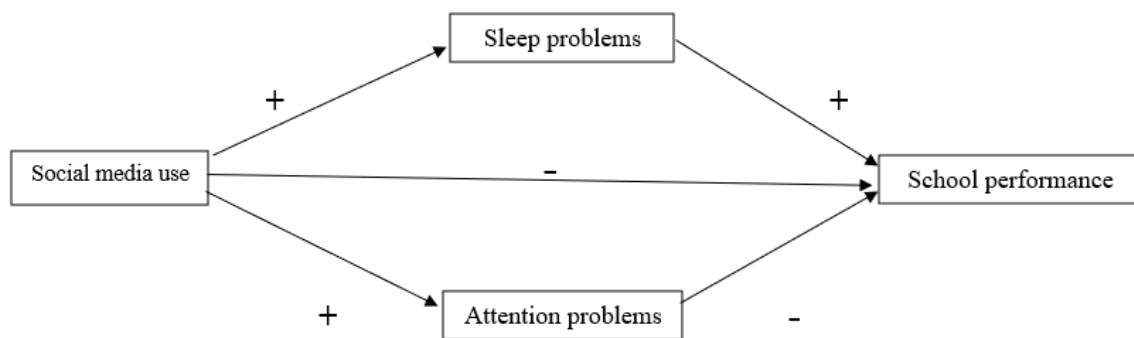 Sleep problems
+
+
Social media use
-
School performance
+
Attention problems
-